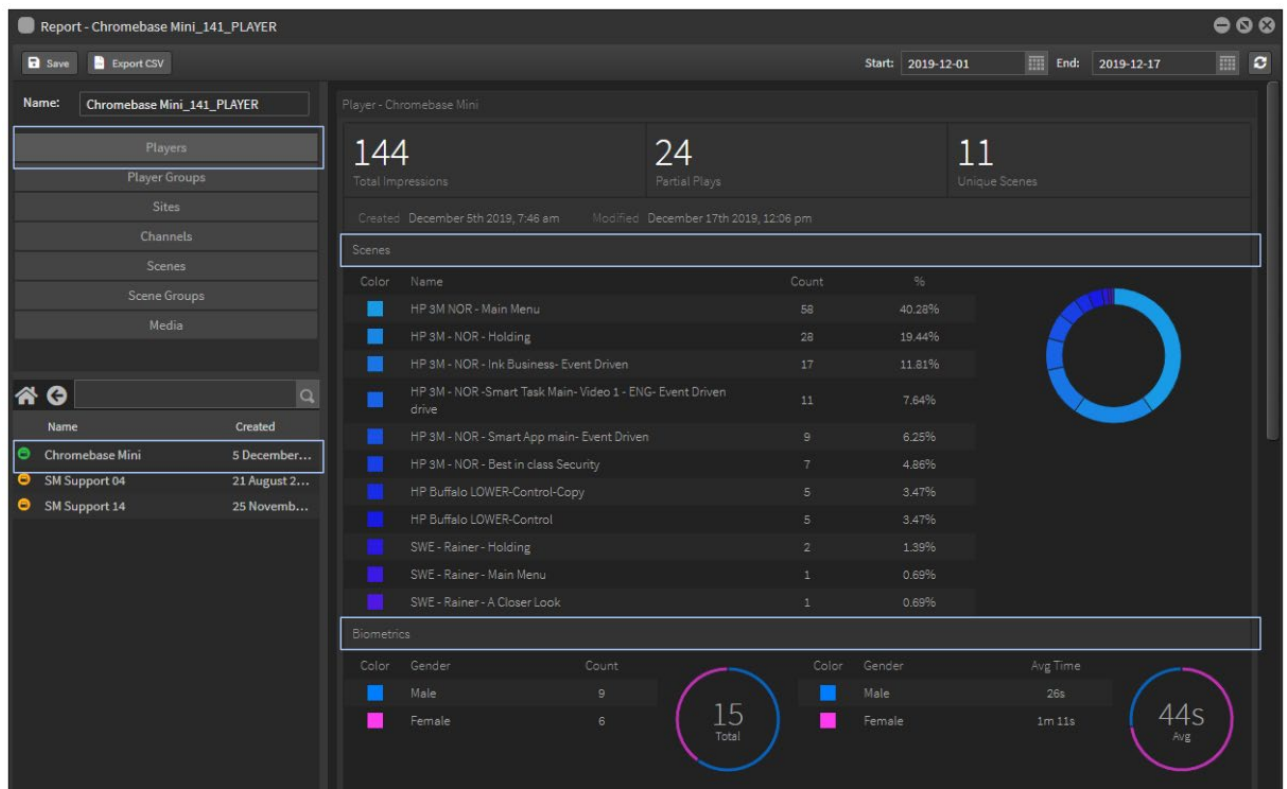 Report - Chromebase Mini_141_PLAYER
Save Export CSV Start: 2019-12-01 End: 2019-12-17
Name: Chromebase Mini_141_PLAYER
Players
Player Groups
Sites
Channels
Scenes
Scene Groups
Media
Name Created
Chromebase Mini 5 December...
SM Support 04 21 August 2...
SM Support 14 25 Novemb...
Player - Chromebase Mini
144 24 11
Total Impressions Partial Plays Unique Scenes
Created December 5th 2019, 7:46 am Modified December 17th 2019, 12:06 pm
Scenes
Color Name Count %
HP 3M NOR - Main Menu 58 40.28%
HP 3M - NOR - Holding 28 19.44%
HP 3M - NOR - Ink Business- Event Driven 17 11.81%
HP 3M - NOR -Smart Task Main- Video 1 - ENG- Event Driven
drive 11 7.64%
HP 3M - NOR - Smart App main- Event Driven 9 6.25%
HP 3M - NOR - Best in class Security 7 4.86%
HP Buffalo LOWER-Control-Copy 5 3.47%
HP Buffalo LOWER-Control 5 3.47%
SWE - Rainer - Holding 2 1.39%
SWE - Rainer - Main Menu 1 0.69%
SWE - Rainer - A Closer Look 1 0.69%
Biometrics
Color Gender Count
Male 9
Female 6
15
Total
Color Gender Avg Time
Male 26s
Female 1m 11s
44s
Avg